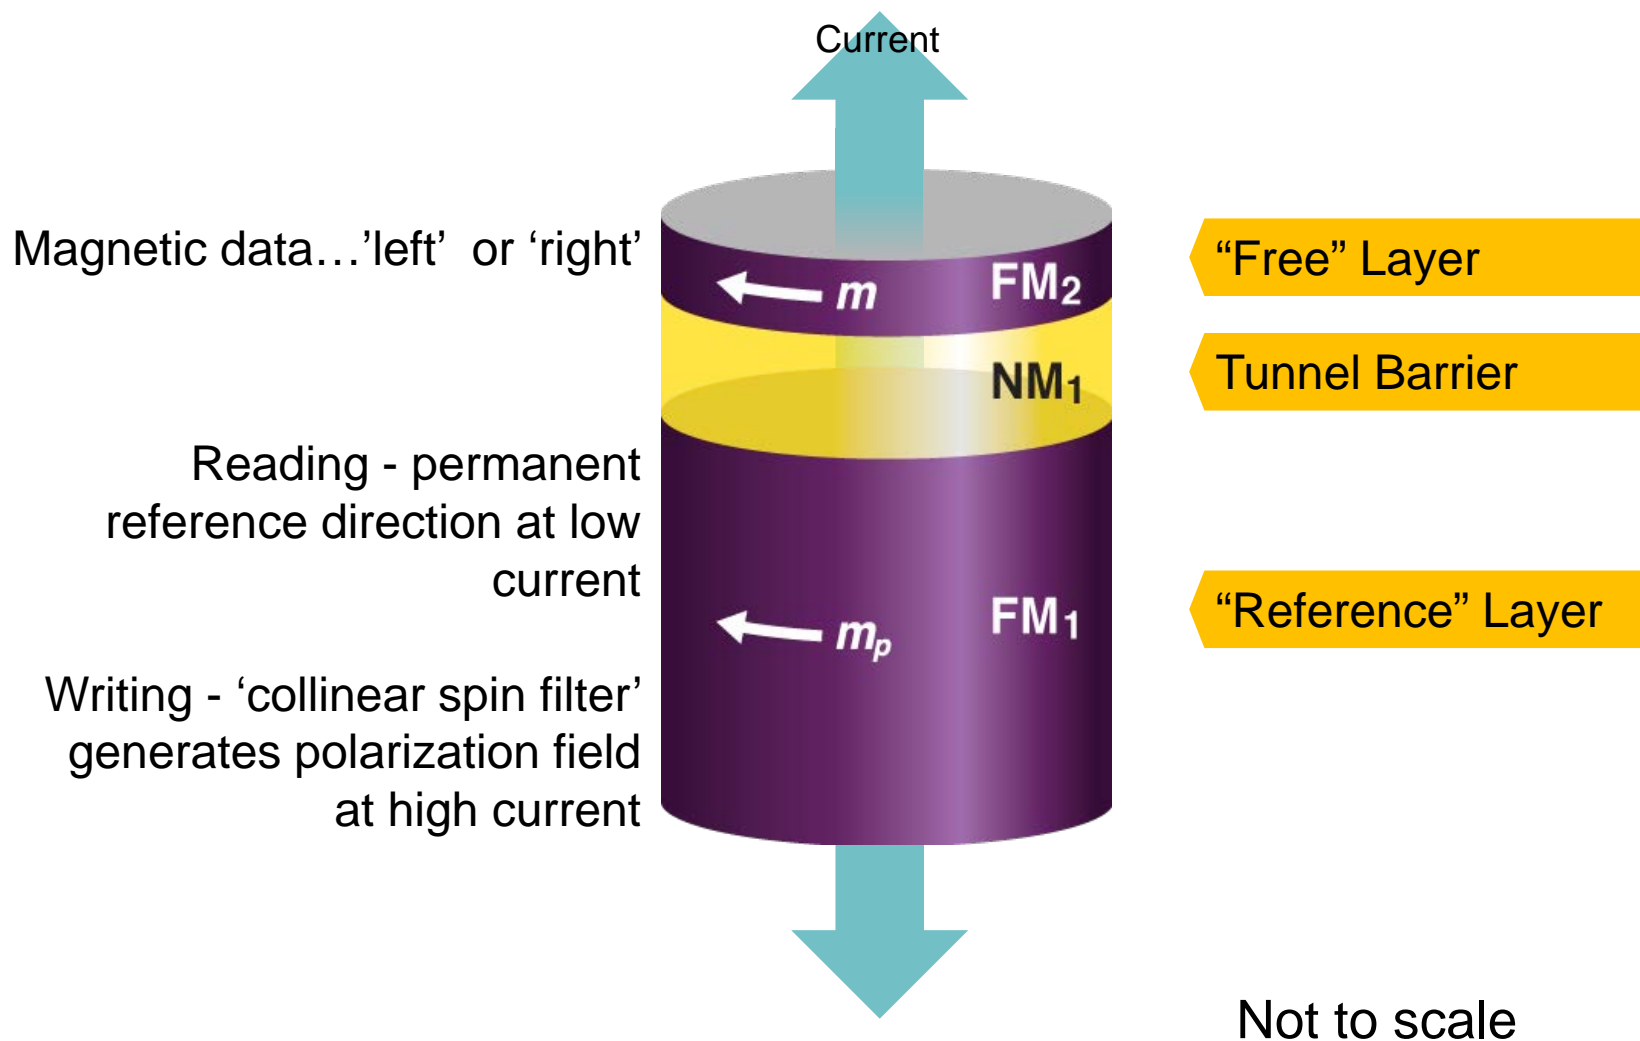 Current
Magnetic data…’left’  or ‘right’
m
FM2
“Free” Layer
NM1
Tunnel Barrier
Reading - permanent
reference direction at low
current
mp
FM1
“Reference” Layer
Writing - ‘collinear spin filter’
generates polarization field
at high current
Not to scale